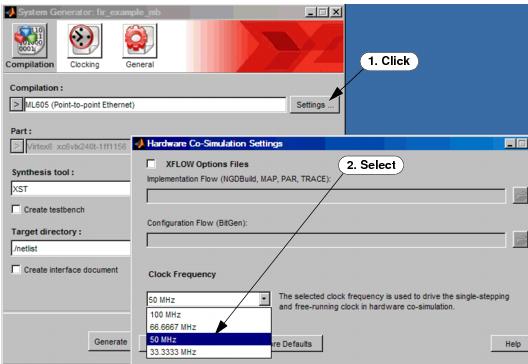 System Generator: fir_example_mb
Compilation
Clocking
General
1. Click
Compilation :
> ML605 (Point-to-point Ethernet)
Settings ...
Part :
> Virtex6 xc6vlx240t-1ff1156
Hardware Co-Simulation Settings
XFLOW Options Files
2. Select
Implementation Flow (NGDBuild, MAP, PAR, TRACE):
Synthesis tool :
XST
Create testbench
Configuration Flow (BitGen):
Target directory :
./netlist
Create interface document
Clock Frequency
50 MHz
The selected clock frequency is used to drive the single-stepping
and free-running clock in hardware co-simulation.
100 MHz
66.6667 MHz
50 MHz
33.3333 MHz
Generate
Defaults
Help